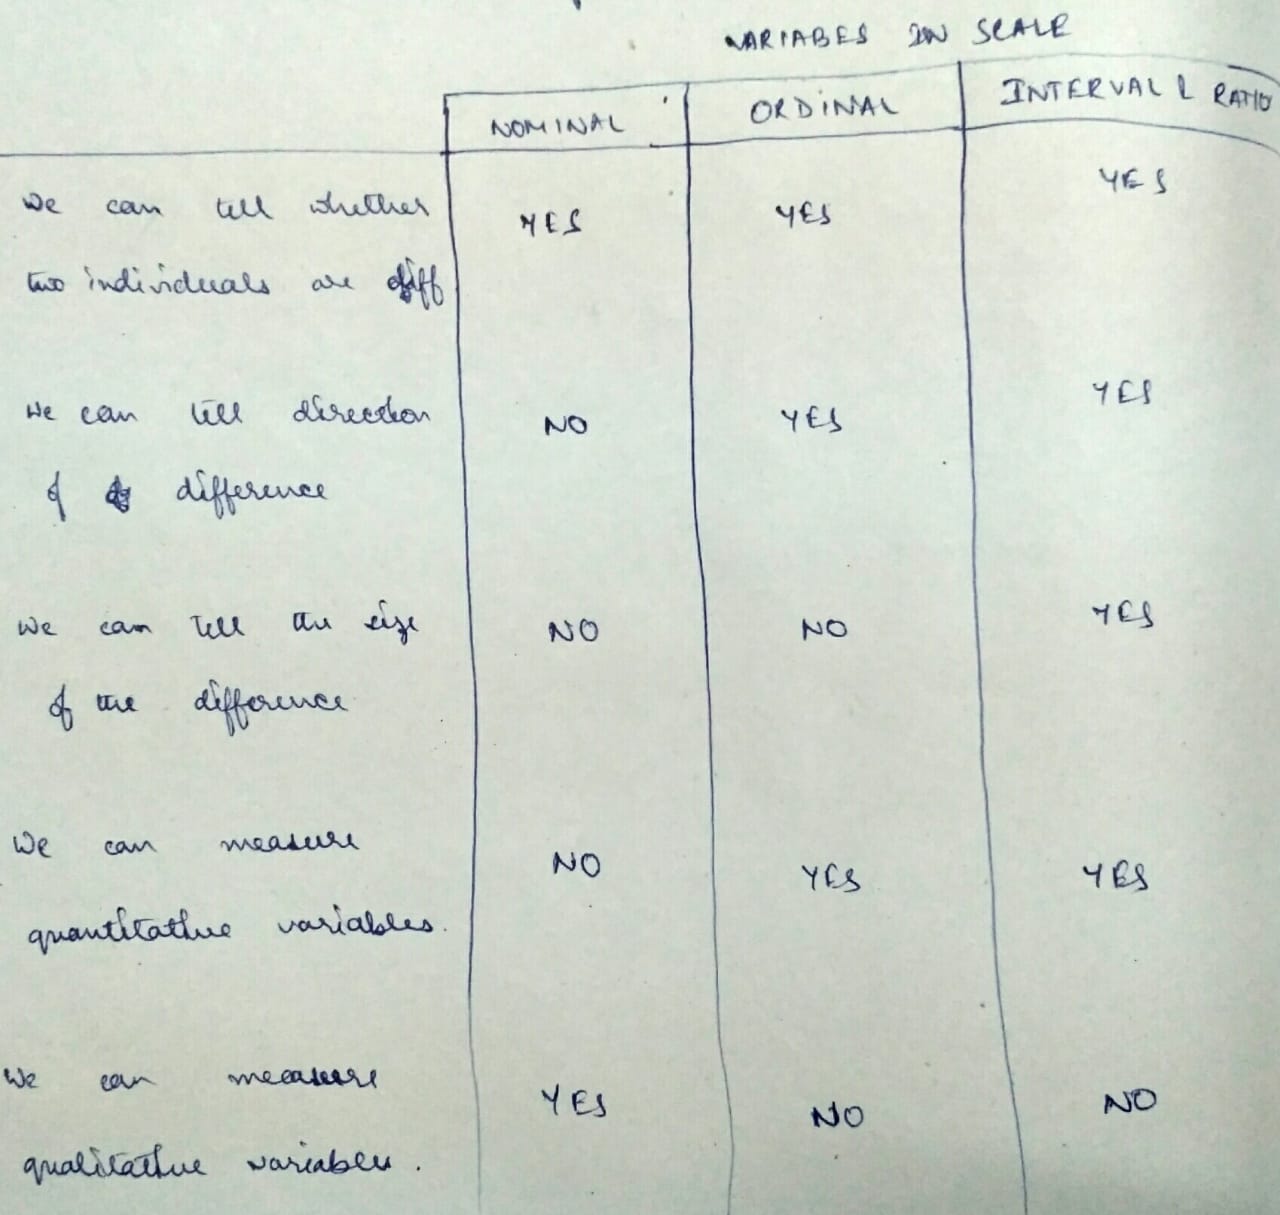 VARIABES IN SCALE
NOMINAL ORDINAL INTERVAL & RATIO
We can tell whether YES YES YES
two individuals are diff
We can tell direction NO YES YES
of difference
We can tell the size NO NO YES
of the difference
We can measure NO YES YES
quantitative variables.
We can measure YES NO NO
qualitative variables.